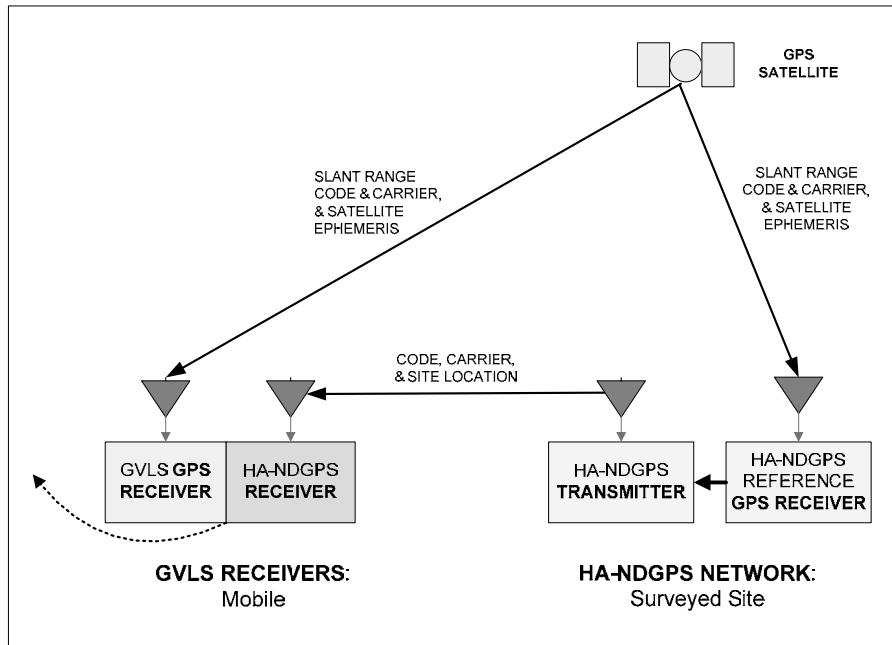 GPS
SATELLITE
SLANT RANGE
CODE & CARRIER,
& SATELLITE
EPHEMERIS
SLANT RANGE
CODE & CARRIER,
& SATELLITE
EPHEMERIS
CODE, CARRIER,
& SITE LOCATION
GVLS GPS
RECEIVER
HA-NDGPS
RECEIVER
HA-NDGPS
TRANSMITTER
HA-NDGPS
REFERENCE
GPS RECEIVER
GVLS RECEIVERS:
Mobile
HA-NDGPS NETWORK:
Surveyed Site